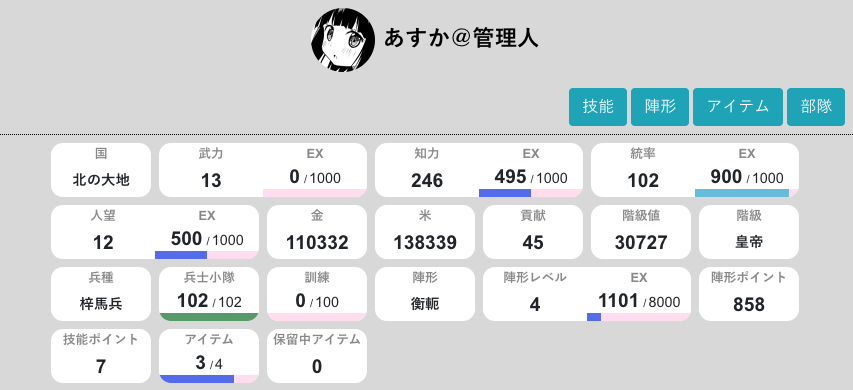 あすか＠管理人
技能 陣形 アイテム 部隊
国 武力 EX 知力 EX 統率 EX
北の大地 13 0 / 1000 246 495 / 1000 102 900 / 1000
人望 EX 金 米 貢献 階級値 階級
12 500 / 1000 110332 138339 45 30727 皇帝
兵種 兵士小隊 訓練 陣形 陣形レベル EX 陣形ポイント
梓馬兵 102 / 102 0 / 100 衡軛 4 1101 / 8000 858
技能ポイント アイテム 保留中アイテム
7 3 / 4 0